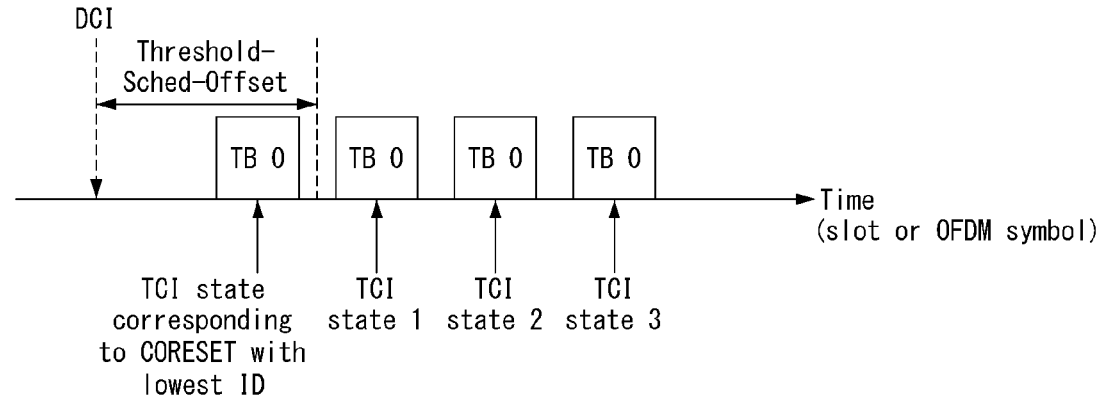 DCI
Threshold-
Sched-Offset
TB 0
TB 0
TB 0
TB 0
Time
(slot or OFDM symbol)
TCI state
corresponding
to CORESET with
lowest ID
TCI
state 1
TCI
state 2
TCI
state 3